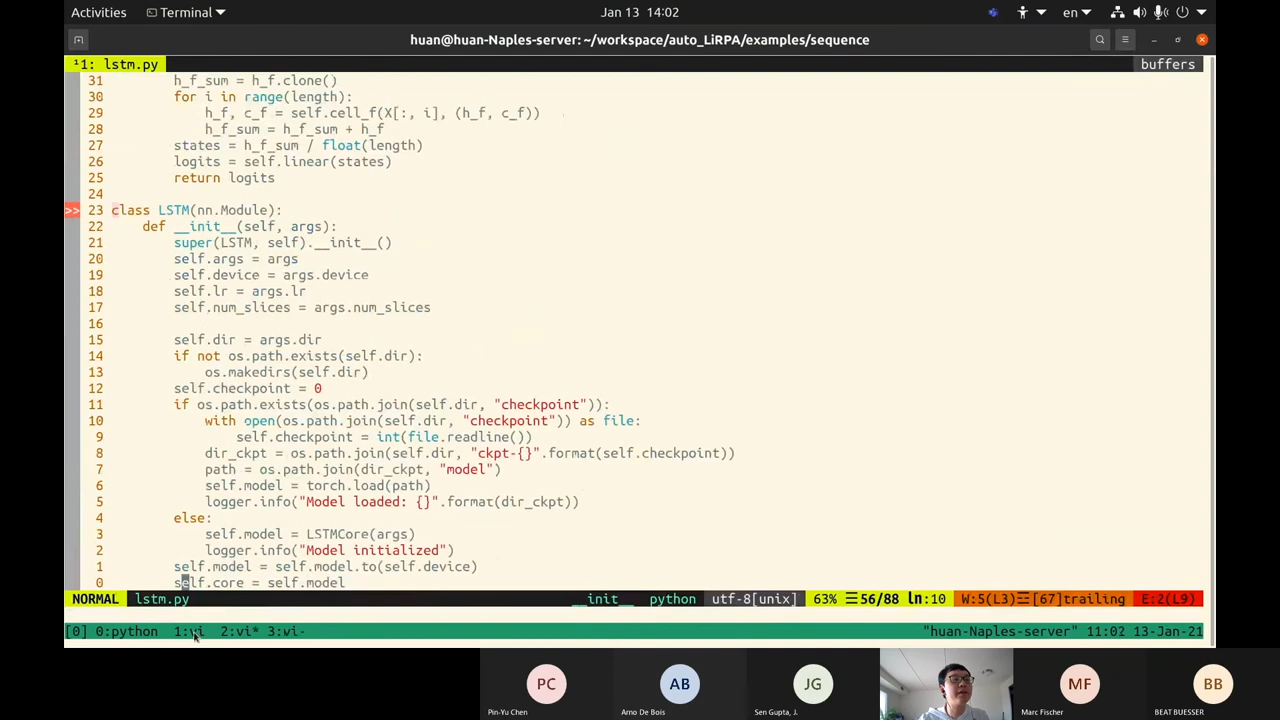 Activities Terminal Jan 13 14:02 en
huan@huan-Naples-server: ~/workspace/auto_LiRPA/examples/sequence
¹1: lstm.py buffers
31 h_f_sum = h_f.clone()
30 for i in range(length):
29 h_f, c_f = self.cell_f(X[:, i], (h_f, c_f))
28 h_f_sum = h_f_sum + h_f
27 states = h_f_sum / float(length)
26 logits = self.linear(states)
25 return logits
24
>> 23 class LSTM(nn.Module):
22 def __init__(self, args):
21 super(LSTM, self).__init__()
20 self.args = args
19 self.device = args.device
18 self.lr = args.lr
17 self.num_slices = args.num_slices
16
15 self.dir = args.dir
14 if not os.path.exists(self.dir):
13 os.makedirs(self.dir)
12 self.checkpoint = 0
11 if os.path.exists(os.path.join(self.dir, "checkpoint")):
10 with open(os.path.join(self.dir, "checkpoint")) as file:
9 self.checkpoint = int(file.readline())
8 dir_ckpt = os.path.join(self.dir, "ckpt-{}".format(self.checkpoint))
7 path = os.path.join(dir_ckpt, "model")
6 self.model = torch.load(path)
5 logger.info("Model loaded: {}".format(dir_ckpt))
4 else:
3 self.model = LSTMCore(args)
2 logger.info("Model initialized")
1 self.model = self.model.to(self.device)
0 self.core = self.model
NORMAL lstm.py __init__ python utf-8[unix] 63% ☰56/88 ln:10 W:5(L3)☲[67]trailing E:2(L9)
[0] 0:python 1:vi 2:vi* 3:vi- "huan-Naples-server" 11:02 13-Jan-21
PC AB JG MF BB
Pin-Yu Chen Arno De Bois Sen Gupta, J. Marc Fischer BEAT BUESSER